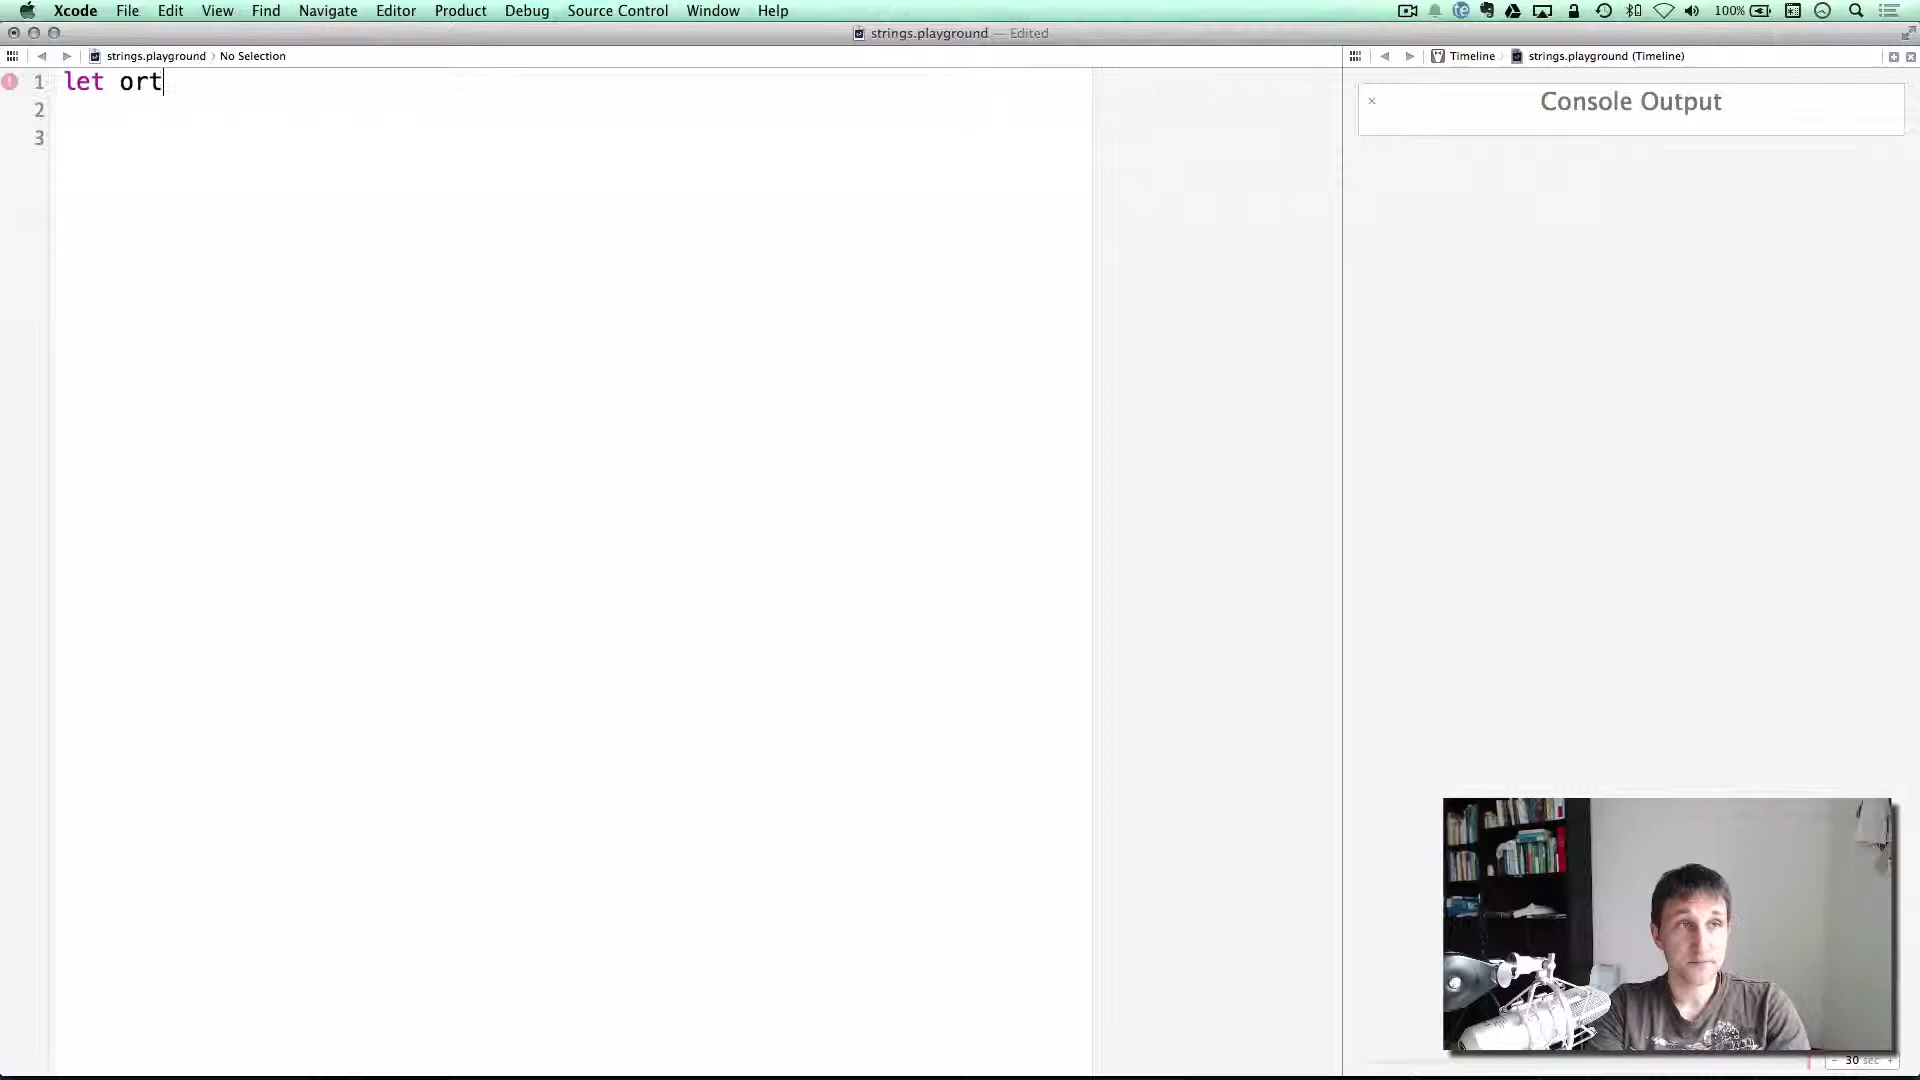 Xcode File Edit View Find Navigate Editor Product Debug Source Control Window Help 100%
strings.playground — Edited
strings.playground No Selection
Timeline strings.playground (Timeline)
1 let ort
2
3
Console Output
- 30 sec +